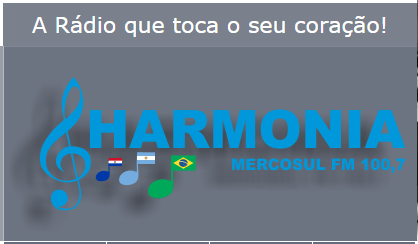 A Rádio que toca o seu coração!
HARMONIA
MERCOSUL FM 100,7